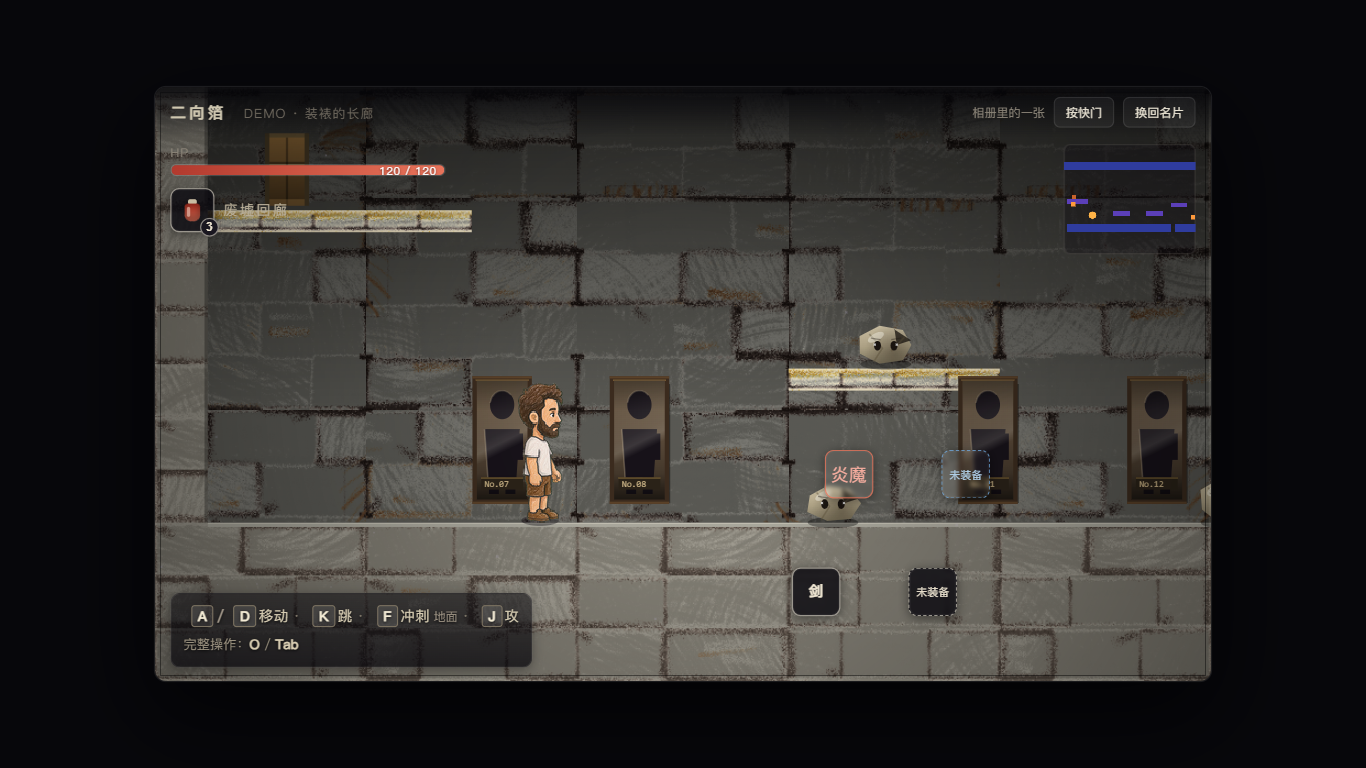 二向箔 DEMO · 装裱的长廊 相册里的一张 按快门 换回名片
HP
120 / 120
废墟回廊
3
No.07 No.08 No.12
炎魔 未装备
剑 未装备
A / D 移动 · K 跳 · F 冲刺 地面 · J 攻
完整操作: O / Tab